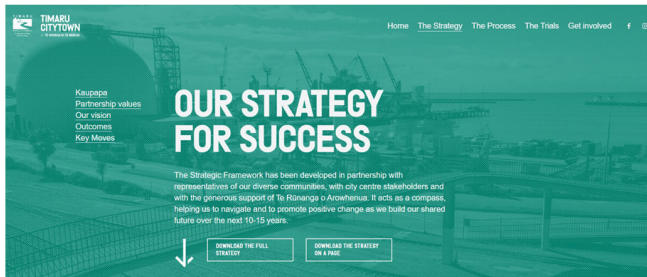 TIMARU
CITYTOWN
Home The Strategy The Process The Trials Get involved
Kaupapa
Partnership values
Our vision
Outcomes
Key Moves
OUR STRATEGY
FOR SUCCESS
The Strategic Framework has been developed in partnership with
representatives of our diverse communities, with city centre stakeholders and
with the generous support of Te Rūnanga o Arowhenua. It acts as a compass,
helping us to navigate and to promote positive change as we build our shared
future over the next 10-15 years.
DOWNLOAD THE FULL
STRATEGY
DOWNLOAD THE STRATEGY
ON A PAGE